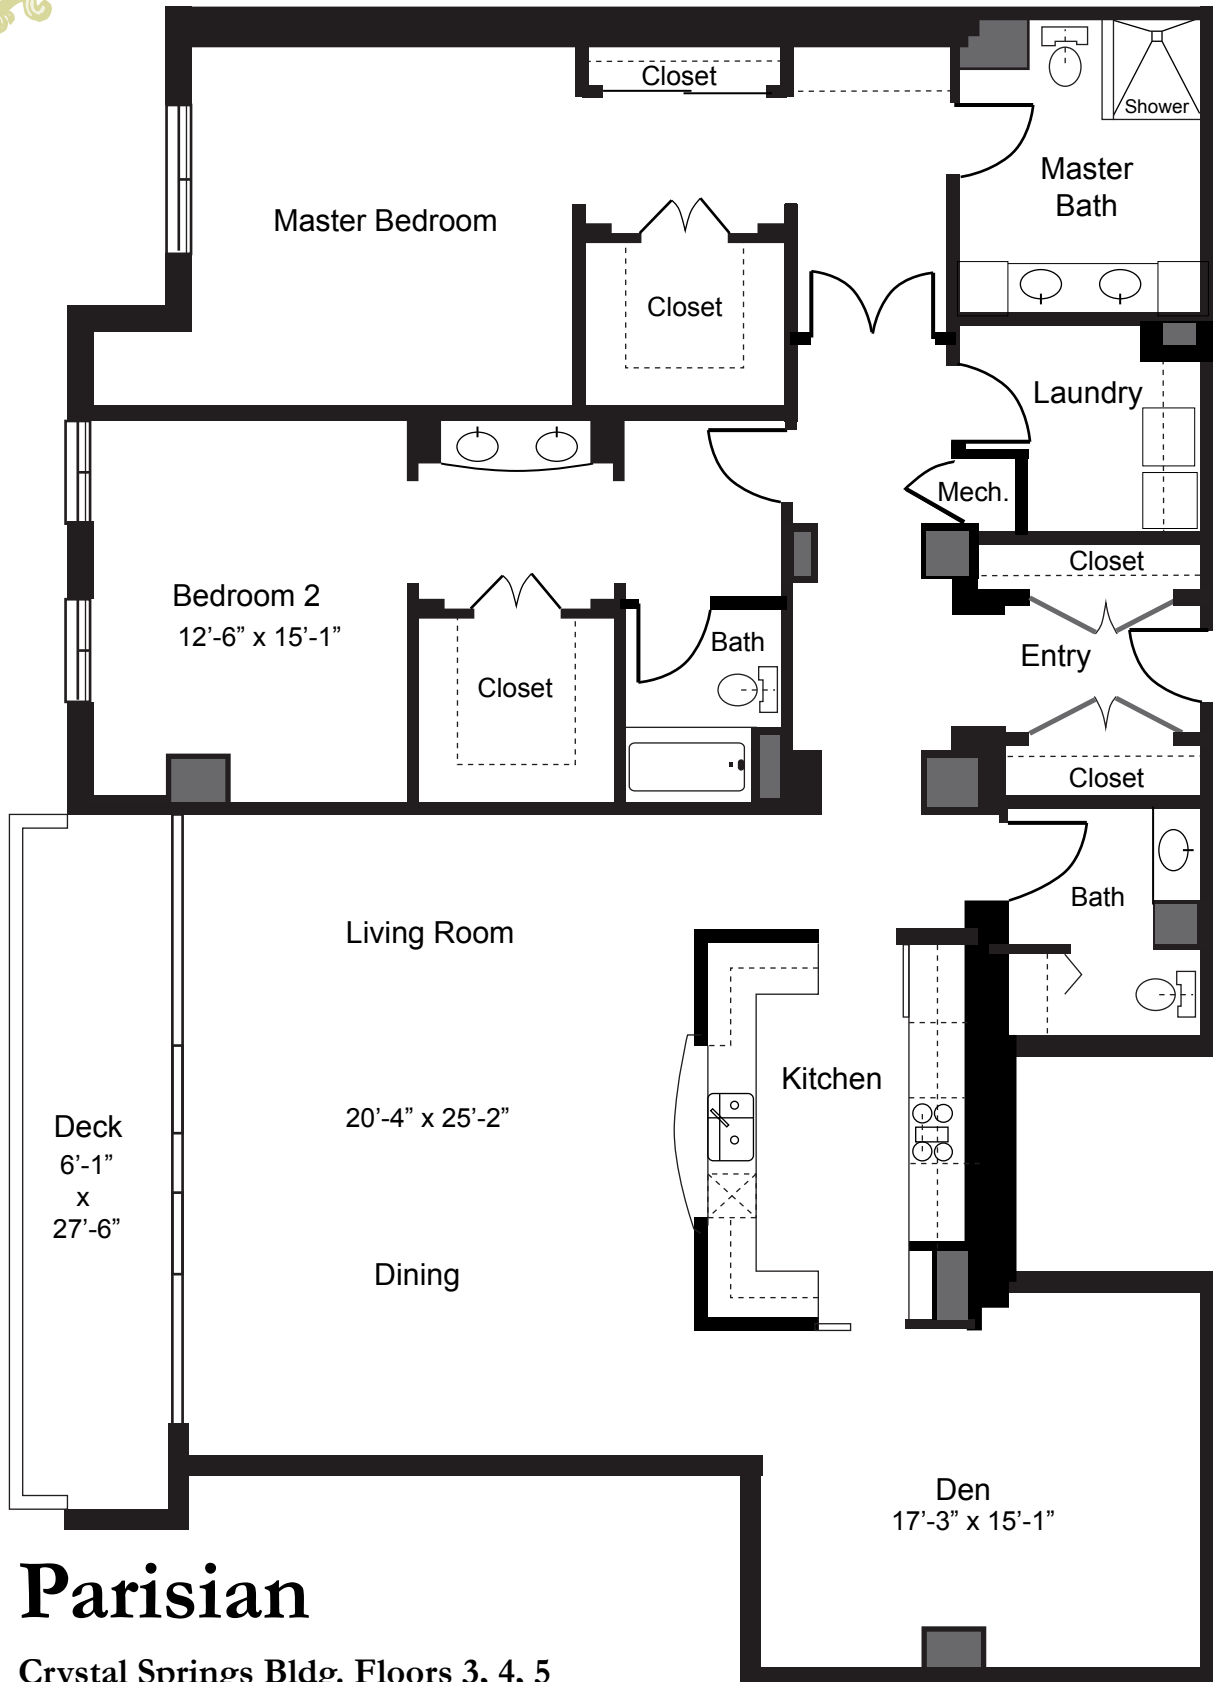 Closet
Shower
Master
Bath
Master Bedroom
Closet
Laundry
Mech.
Closet
Bedroom 2
12’-6” x 15’-1”
Bath
Entry
Closet
Closet
Bath
Living Room
Kitchen
20’-4” x 25’-2”
Deck
6’-1”
x
27’-6”
Dining
Den
17’-3” x 15’-1”
Parisian
Crystal Springs Bldg. Floors 3, 4, 5